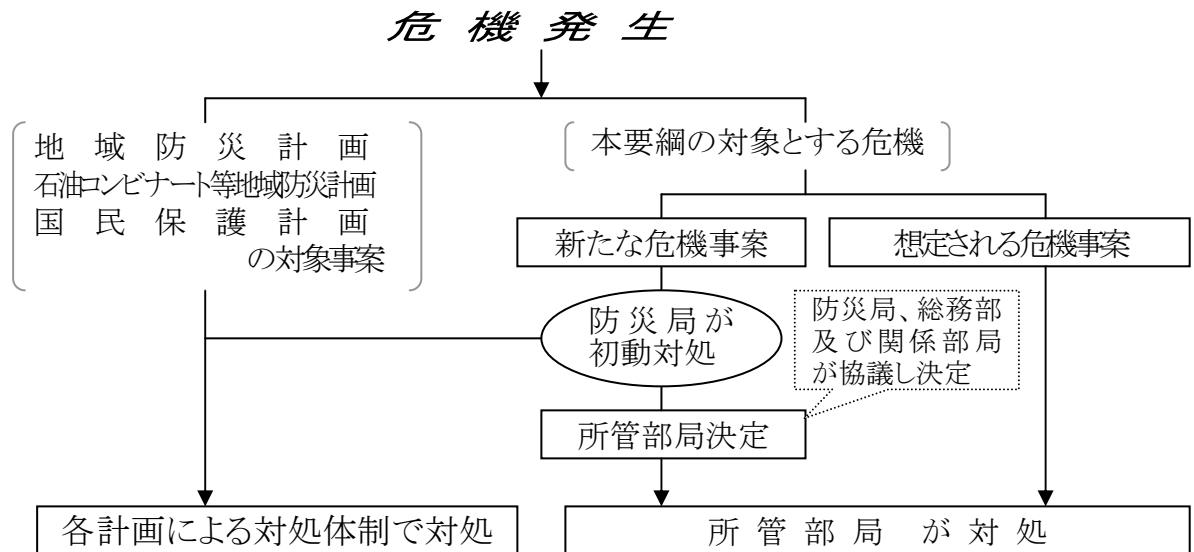 危機発生
地域防災計画
石油コンビナート等地域防災計画
国民保護計画
の対象事案
本要綱の対象とする危機
新たな危機事案
想定される危機事案
防災局が
初動対処
防災局、総務部
及び関係部局
が協議し決定
所管部局決定
各計画による対処体制で対処
所管部局が対処